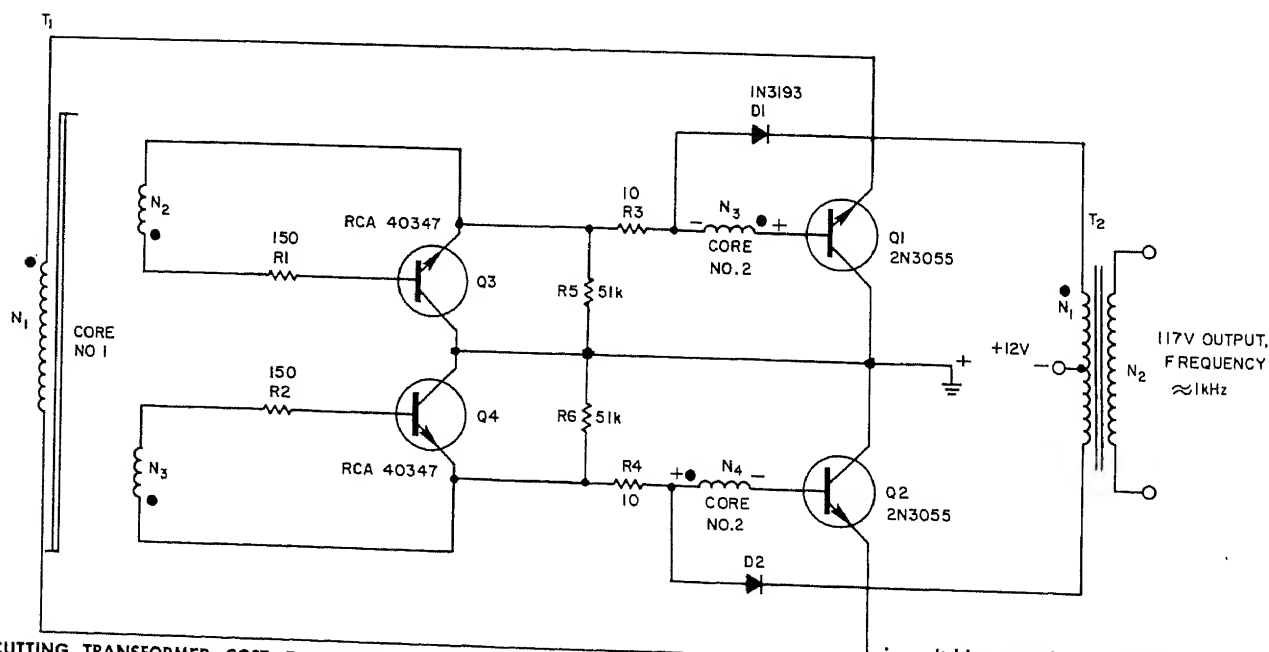 T1
IN3193
D1
N2
RCA 40347
10
R3
N3
CORE
NO.2
Q1
2N3055
T2
150
R1
Q3
R5
51k
N1
CORE
NO 1
N1
+12V
117V OUTPUT,
FREQUENCY
≈1kHz
N2
150
R2
Q4
R6
51k
N3
RCA 40347
R4
10
N4
CORE
NO.2
Q2
2N3055
D2
CUTTING TRANSFORMER COST